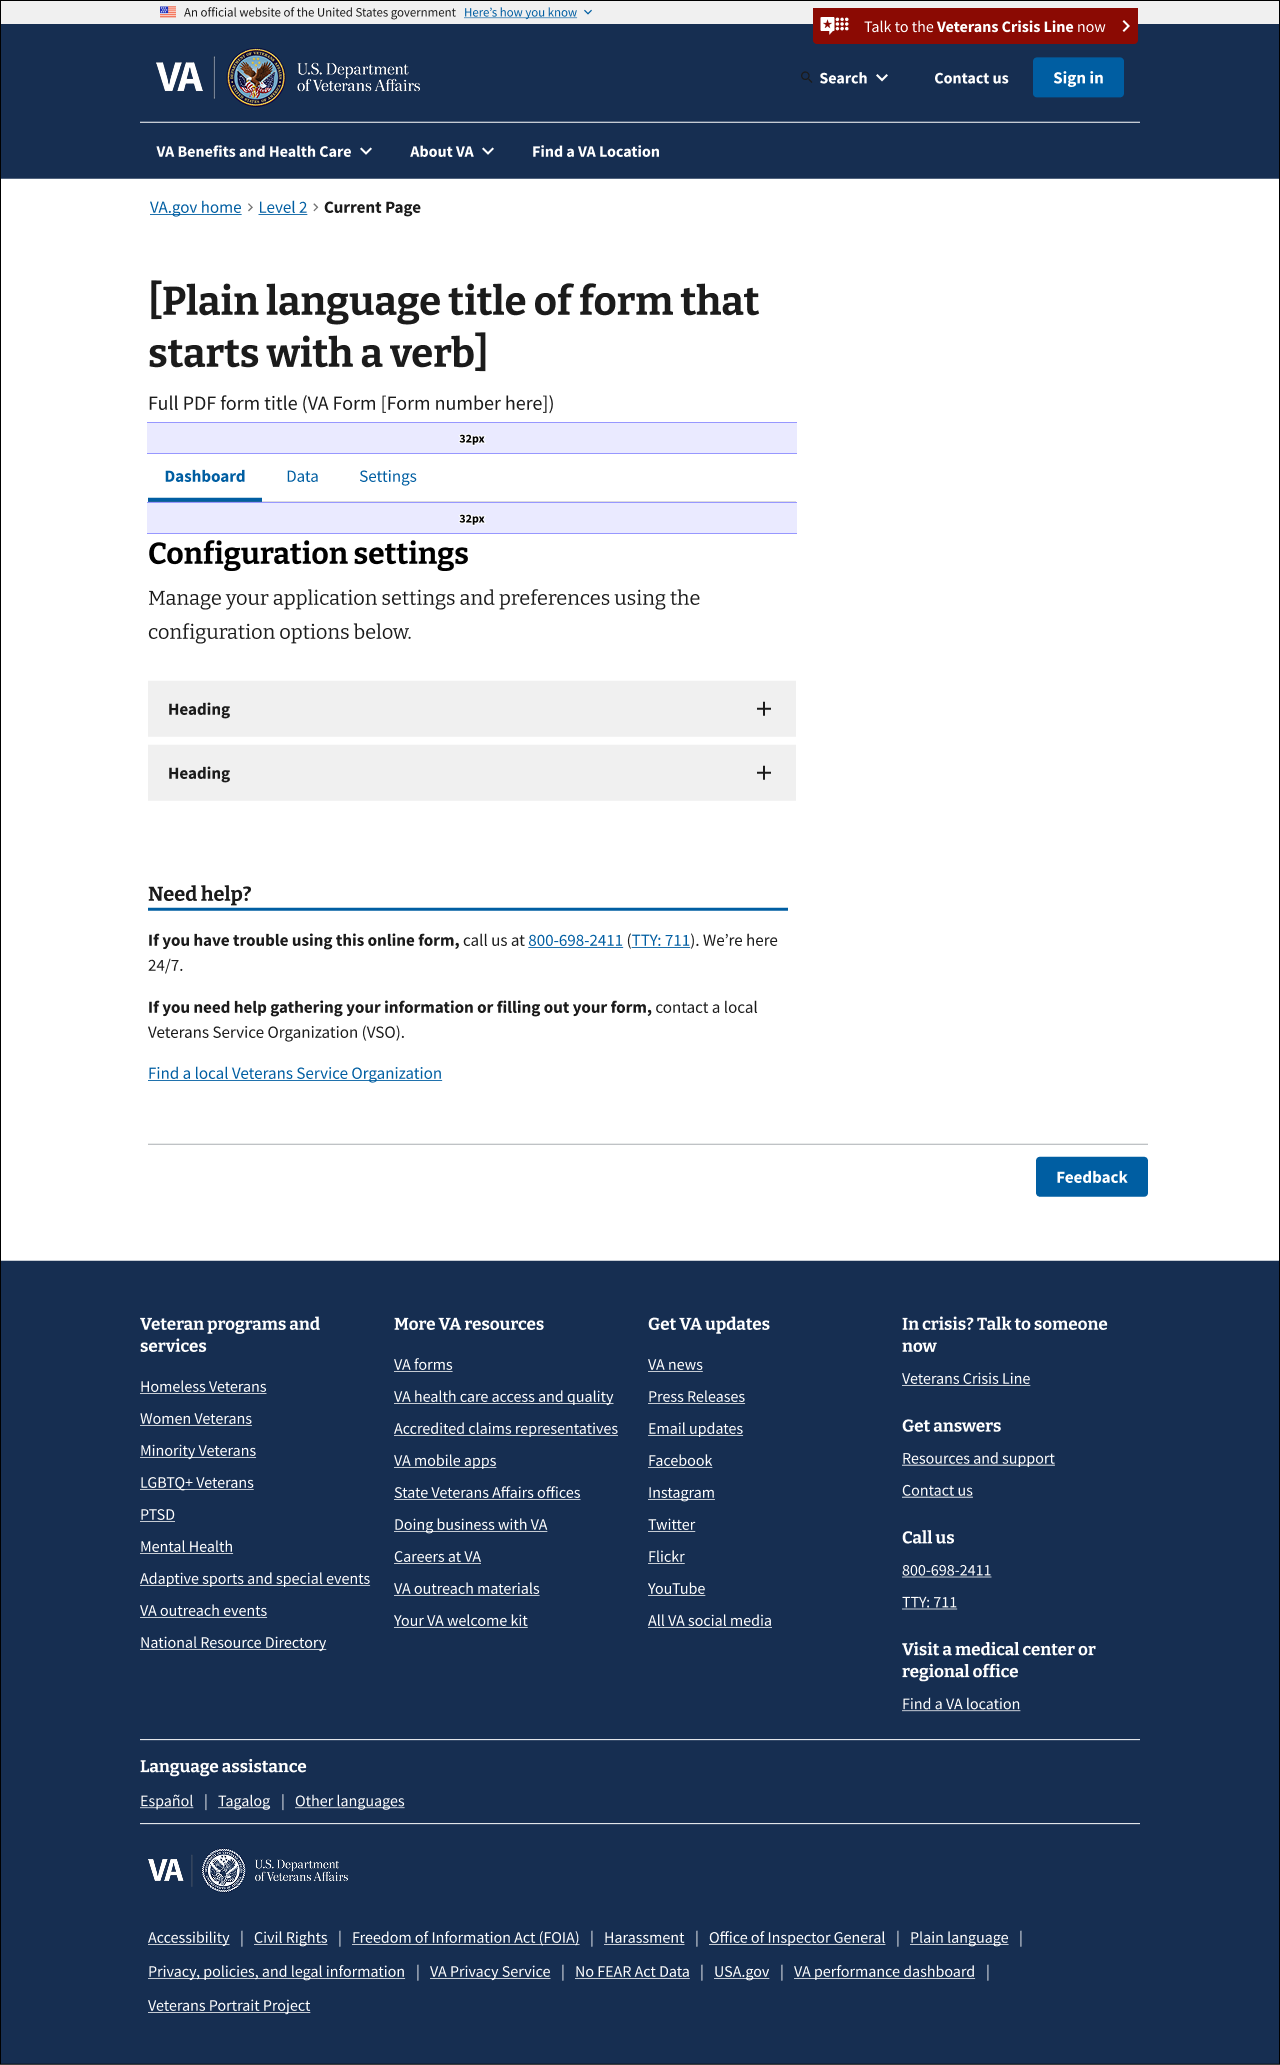 An official website of the United States government Here's how you know
Talk to the Veterans Crisis Line now
VA U.S. Department
of Veterans Affairs
Search Contact us Sign in
VA Benefits and Health Care About VA Find a VA Location
VA.gov home Level 2 Current Page
[Plain language title of form that
starts with a verb]
Full PDF form title (VA Form [Form number here])
32px
Dashboard Data Settings
32px
Configuration settings
Manage your application settings and preferences using the
configuration options below.
Heading
Heading
Need help?
If you have trouble using this online form, call us at 800-698-2411 (TTY: 711). We’re here
24/7.
If you need help gathering your information or filling out your form, contact a local
Veterans Service Organization (VSO).
Find a local Veterans Service Organization
Feedback
Veteran programs and
services
Homeless Veterans
Women Veterans
Minority Veterans
LGBTQ+ Veterans
PTSD
Mental Health
Adaptive sports and special events
VA outreach events
National Resource Directory
More VA resources
VA forms
VA health care access and quality
Accredited claims representatives
VA mobile apps
State Veterans Affairs offices
Doing business with VA
Careers at VA
VA outreach materials
Your VA welcome kit
Get VA updates
VA news
Press Releases
Email updates
Facebook
Instagram
Twitter
Flickr
YouTube
All VA social media
In crisis? Talk to someone
now
Veterans Crisis Line
Get answers
Resources and support
Contact us
Call us
800-698-2411
TTY: 711
Visit a medical center or
regional office
Find a VA location
Language assistance
Español | Tagalog | Other languages
VA U.S. Department
of Veterans Affairs
Accessibility | Civil Rights | Freedom of Information Act (FOIA) | Harassment | Office of Inspector General | Plain language |
Privacy, policies, and legal information | VA Privacy Service | No FEAR Act Data | USA.gov | VA performance dashboard |
Veterans Portrait Project